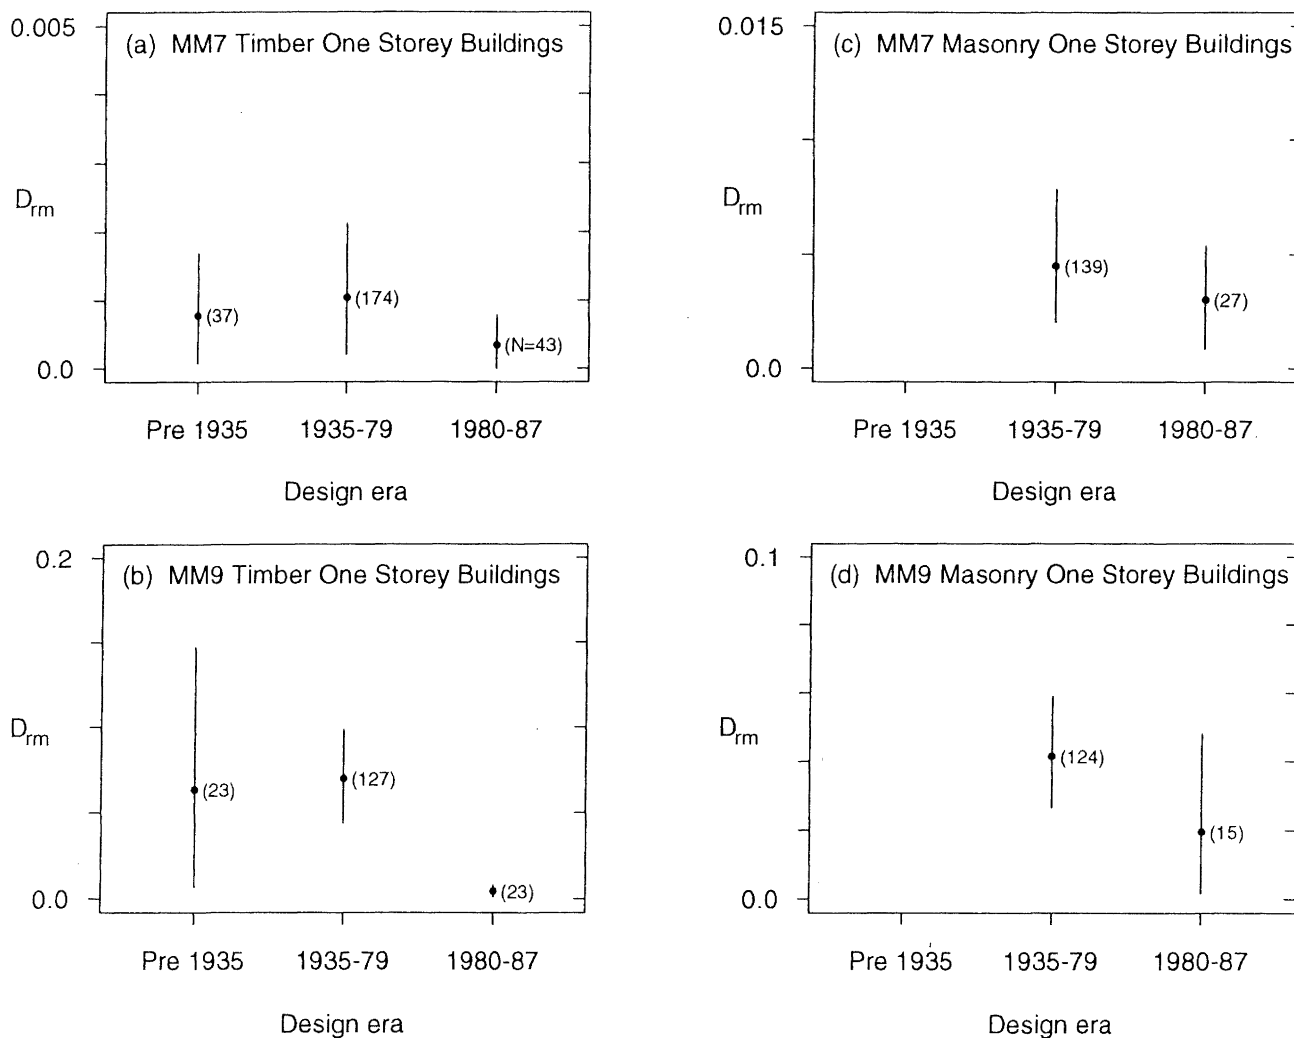 0.005
(a) MM7 Timber One Storey Buildings
D_rm
(37)
(174)
(N=43)
0.0
Pre 1935 1935-79 1980-87
Design era
0.015
(c) MM7 Masonry One Storey Buildings
D_rm
(139)
(27)
0.0
Pre 1935 1935-79 1980-87
Design era
0.2
(b) MM9 Timber One Storey Buildings
D_rm
(23)
(127)
(23)
0.0
Pre 1935 1935-79 1980-87
Design era
0.1
(d) MM9 Masonry One Storey Buildings
D_rm
(124)
(15)
0.0
Pre 1935 1935-79 1980-87
Design era